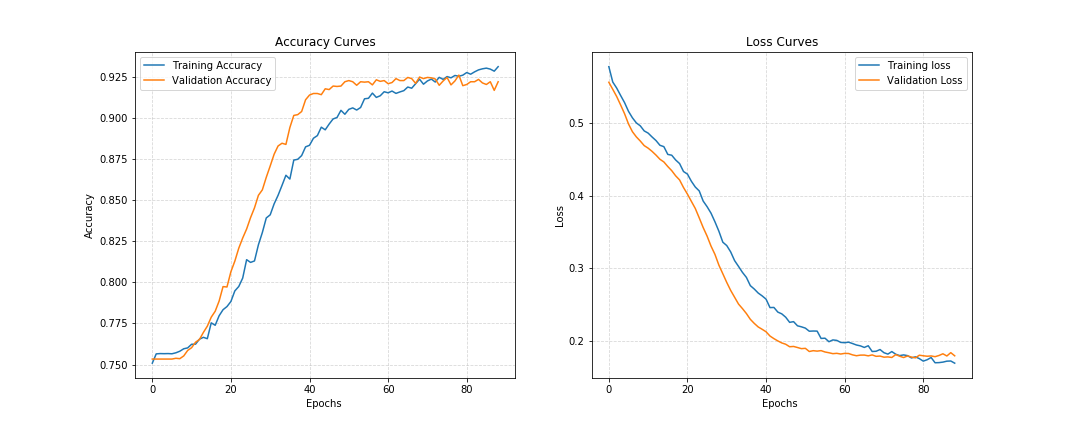 Accuracy Curves
Training Accuracy
Validation Accuracy
0.925
0.900
0.875
0.850
0.825
0.800
0.775
0.750
Accuracy
0 20 40 60 80
Epochs
Loss Curves
Training loss
Validation Loss
0.5
0.4
0.3
0.2
Loss
0 20 40 60 80
Epochs